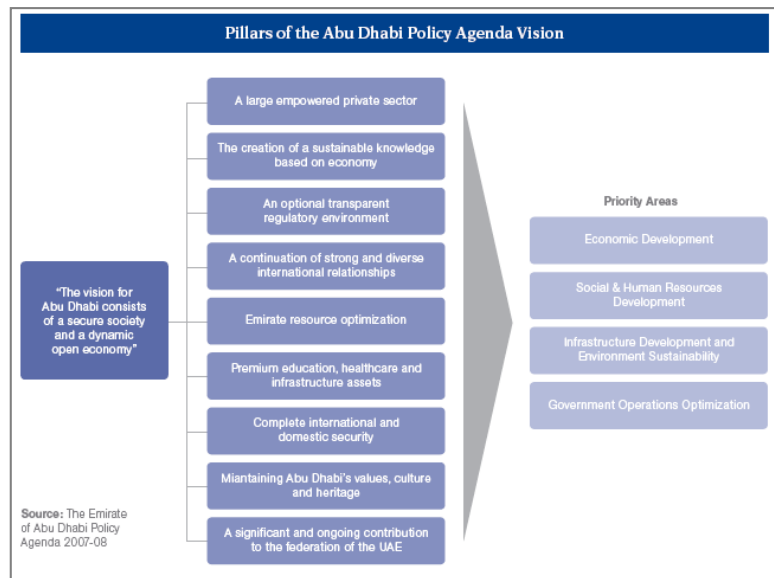 Pillars of the Abu Dhabi Policy Agenda Vision
"The vision for
Abu Dhabi consists
of a secure society
and a dynamic
open economy"
A large empowered private sector
The creation of a sustainable knowledge
based on economy
An optional transparent
regulatory environment
A continuation of strong and diverse
international relationships
Emirate resource optimization
Premium education, healthcare and
infrastructure assets
Complete international and
domestic security
Miantaining Abu Dhabi's values, culture
and heritage
A significant and ongoing contribution
to the federation of the UAE
Priority Areas
Economic Development
Social & Human Resources
Development
Infrastructure Development and
Environment Sustainability
Government Operations Optimization
Source: The Emirate
of Abu Dhabi Policy
Agenda 2007-08